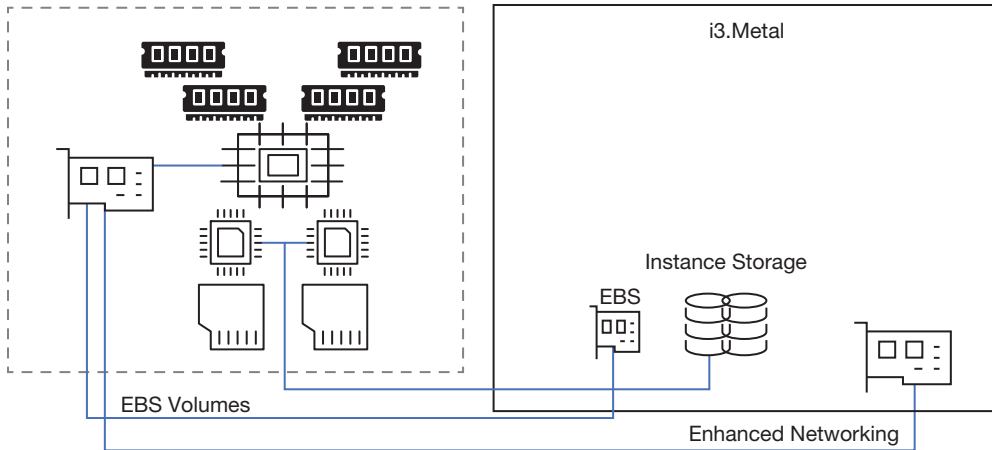 i3.Metal
Instance Storage
EBS
EBS Volumes
Enhanced Networking